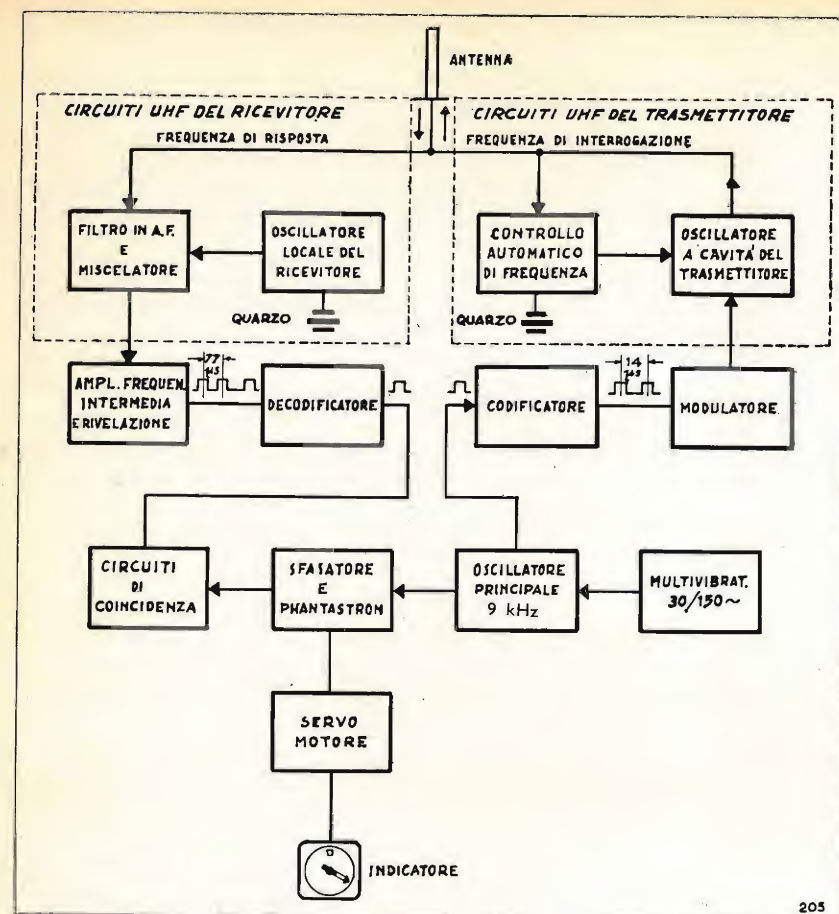 ANTENNA
CIRCUITI UHF DEL RICEVITORE
FREQUENZA DI RISPOSTA
CIRCUITI UHF DEL TRASMETTITORE
FREQUENZA DI INTERROGAZIONE
FILTRO IN A.F.
E
MISCELATORE
OSCILLATORE
LOCALE DEL
RICEVITORE
CONTROLLO
AUTOMATICO
DI FREQUENZA
OSCILLATORE
A CAVITÀ DEL
TRASMETTITORE
QUARZO
QUARZO
AMPL. FREQUEN.
INTERMEDIA
E RIVELAZIONE
77
µS
DECODIFICATORE
CODIFICATORE
14
µS
MODULATORE
CIRCUITI
DI
COINCIDENZA
SFASATORE
E
PHANTASTRON
OSCILLATORE
PRINCIPALE
9 kHz
MULTIVIBRAT.
30/150~
SERVO
MOTORE
INDICATORE
205